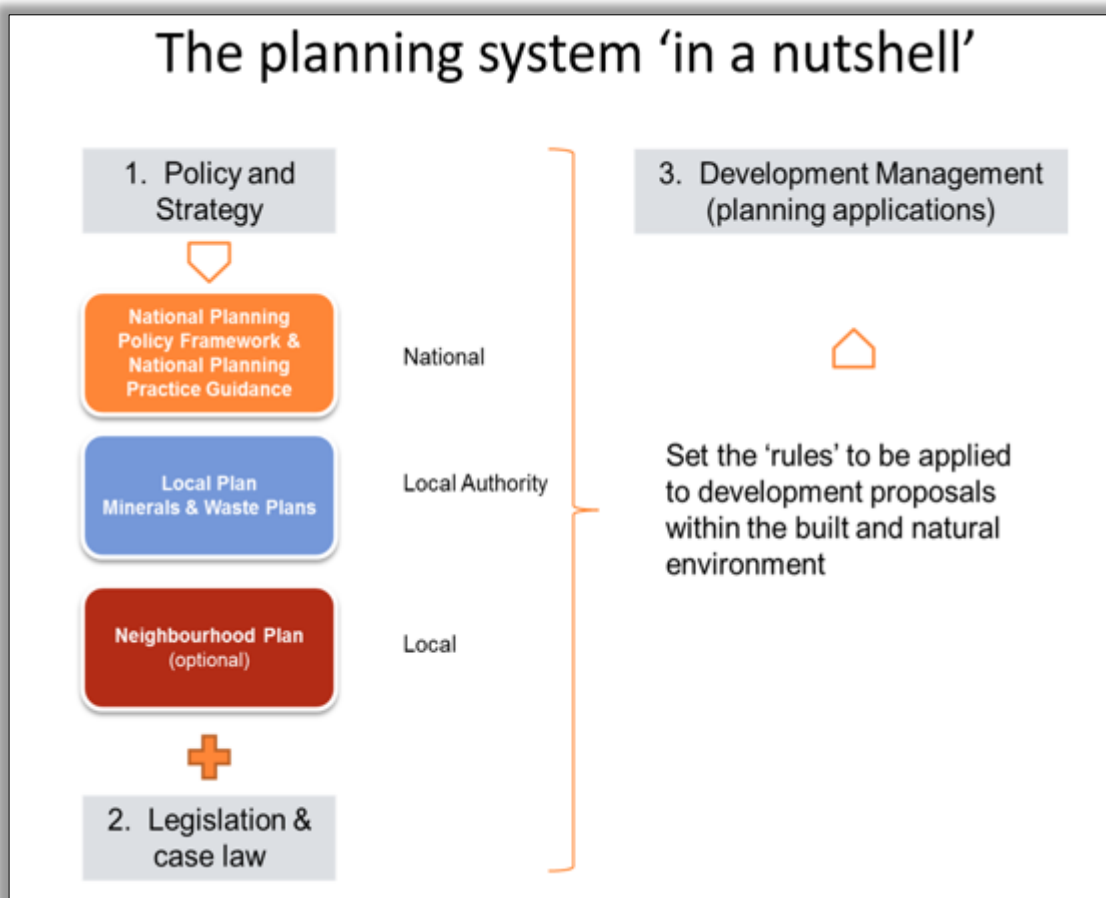 The planning system ‘in a nutshell’
1. Policy and
Strategy
National Planning
Policy Framework &
National Planning
Practice Guidance
National
Local Plan
Minerals & Waste Plans
Local Authority
Neighbourhood Plan
(optional)
Local
2. Legislation &
case law
3. Development Management
(planning applications)
Set the ‘rules’ to be applied
to development proposals
within the built and natural
environment